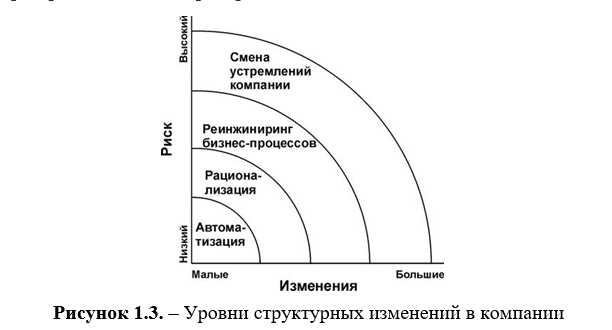 Высокий
Смена
устремлений
компании
Реинжиниринг
бизнес-процессов
Риск
Рациона-
лизация
Автома-
тизация
Низкий
Малые
Большие
Изменения
Рисунок 1.3. – Уровни структурных изменений в компании